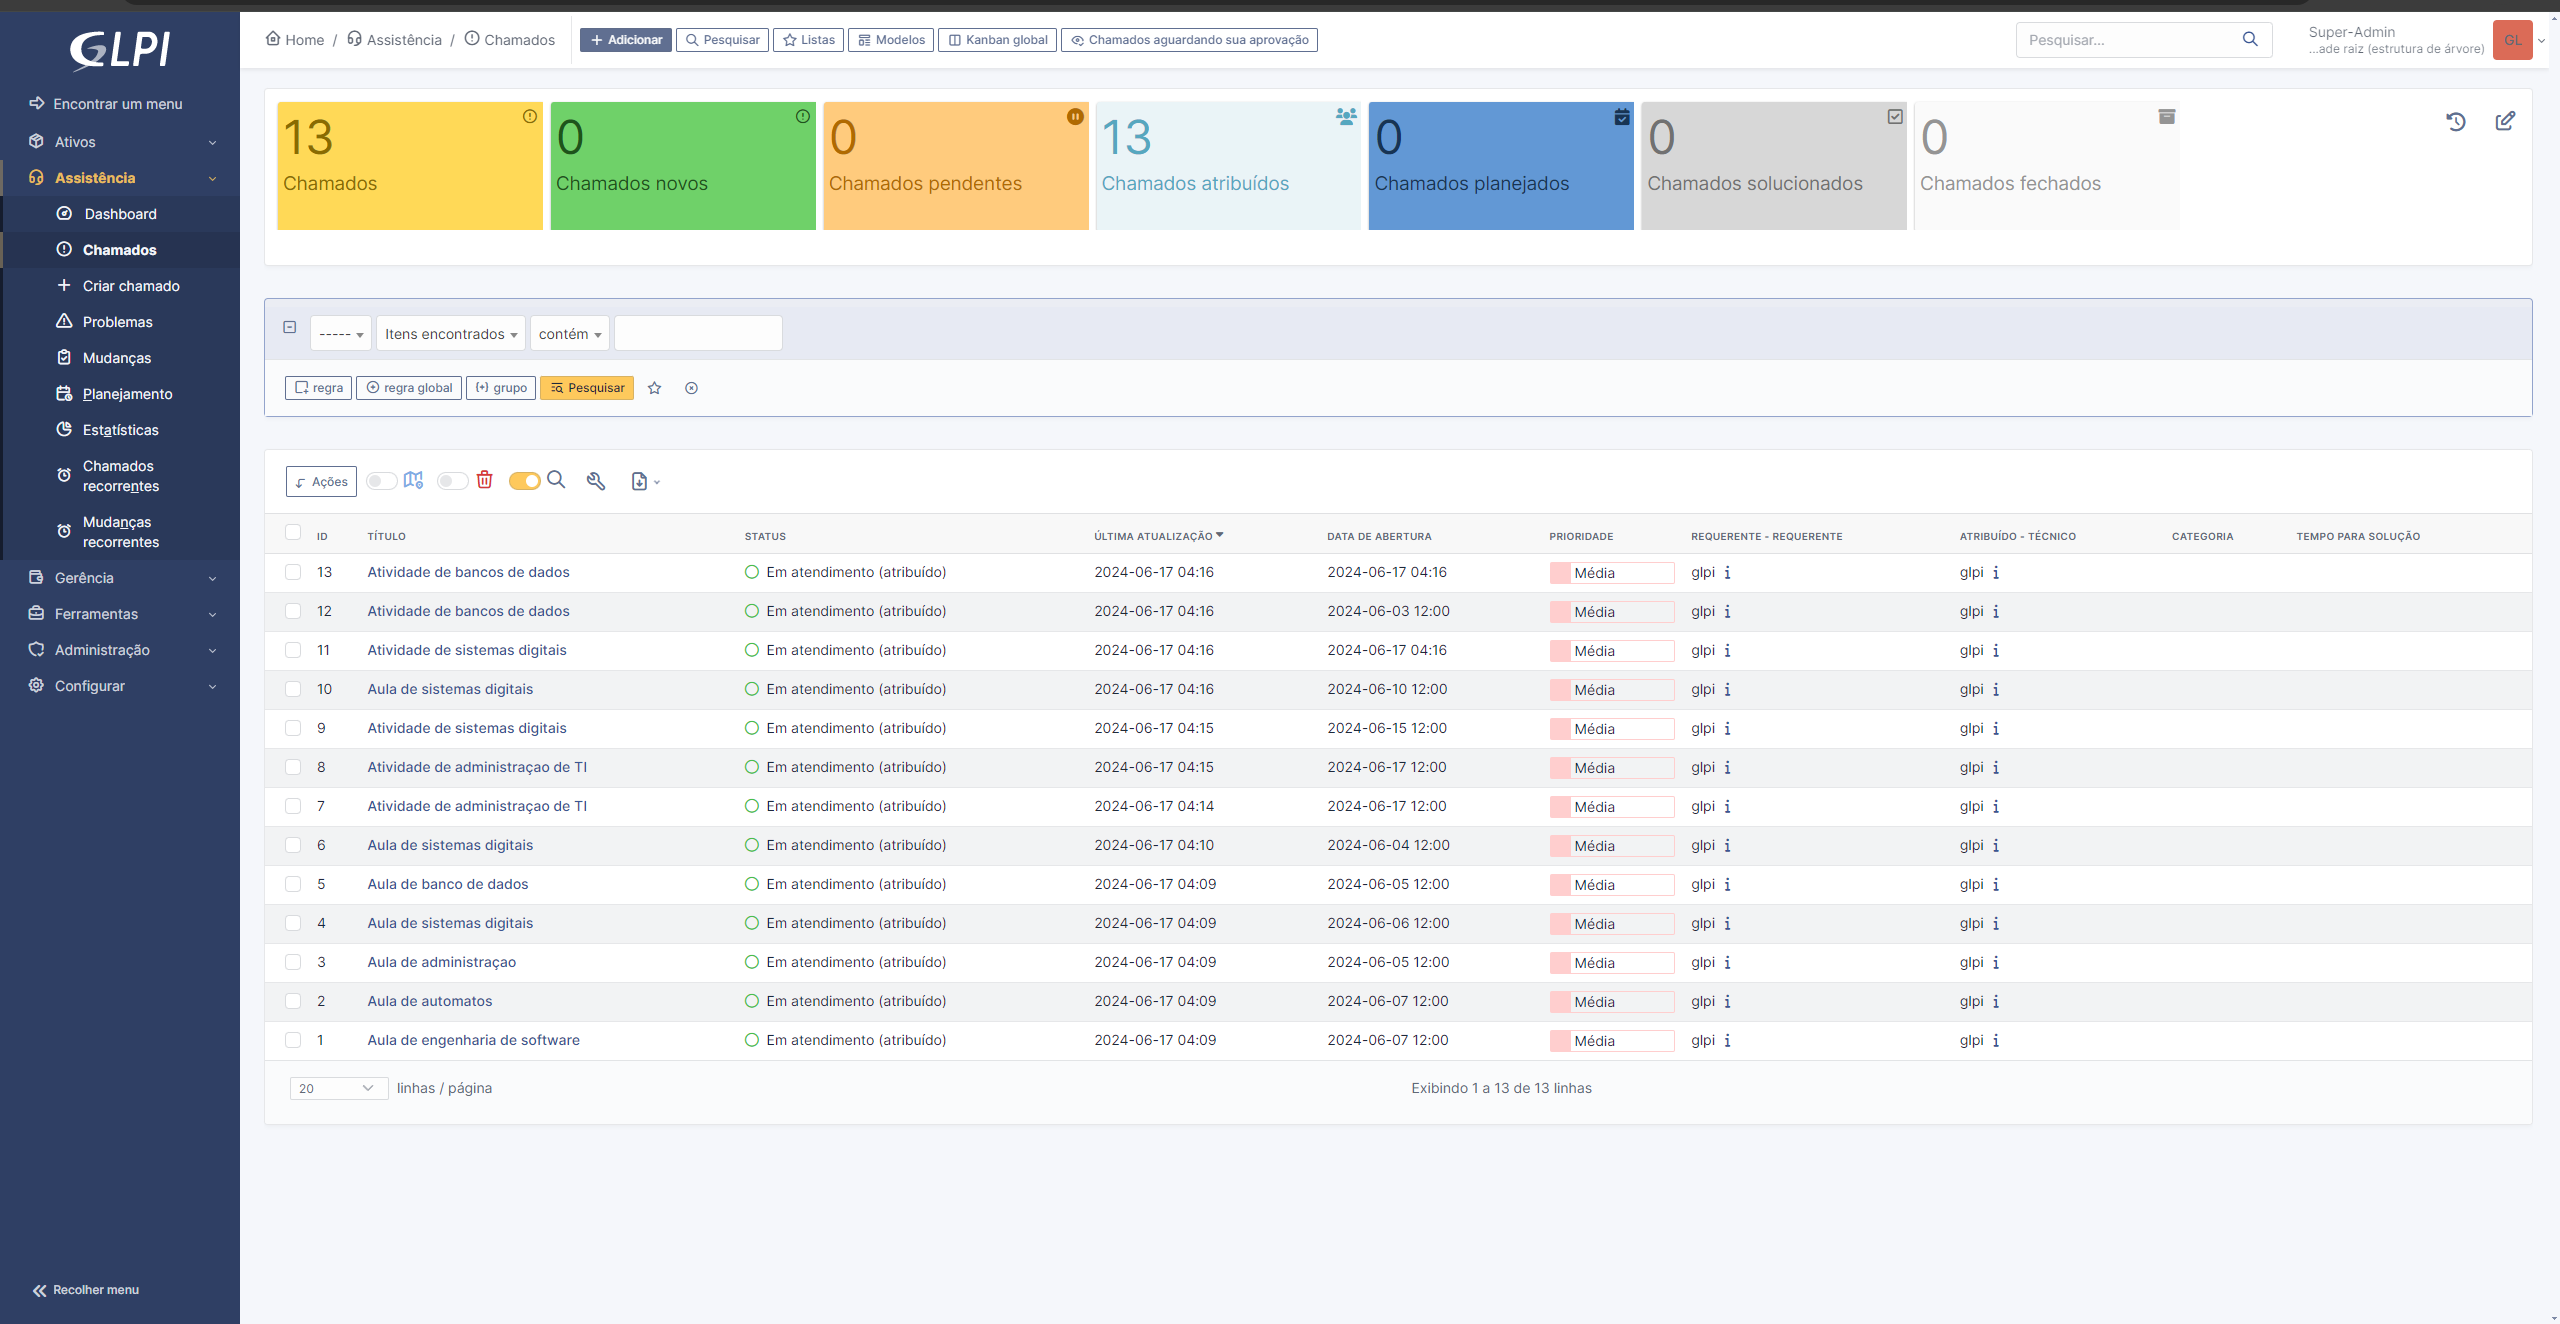 GLPI
Encontrar um menu
Ativos
Assistência
Dashboard
Chamados
Criar chamado
Problemas
Mudanças
Planejamento
Estatísticas
Chamados
recorrentes
Mudanças
recorrentes
Gerência
Ferramentas
Administração
Configurar
Recolher menu
Home / Assistência / Chamados
Adicionar Pesquisar Listas Modelos Kanban global Chamados aguardando sua aprovação
Pesquisar...
Super-Admin
...ade raiz (estrutura de árvore)
GL
13
Chamados
0
Chamados novos
0
Chamados pendentes
13
Chamados atribuídos
0
Chamados planejados
0
Chamados solucionados
0
Chamados fechados
----- Itens encontrados contém
regra regra global grupo Pesquisar
Ações
ID TÍTULO STATUS ÚLTIMA ATUALIZAÇÃO DATA DE ABERTURA PRIORIDADE REQUERENTE - REQUERENTE ATRIBUÍDO - TÉCNICO CATEGORIA TEMPO PARA SOLUÇÃO
13 Atividade de bancos de dados Em atendimento (atribuído) 2024-06-17 04:16 2024-06-17 04:16 Média glpi i glpi i
12 Atividade de bancos de dados Em atendimento (atribuído) 2024-06-17 04:16 2024-06-03 12:00 Média glpi i glpi i
11 Atividade de sistemas digitais Em atendimento (atribuído) 2024-06-17 04:16 2024-06-17 04:16 Média glpi i glpi i
10 Aula de sistemas digitais Em atendimento (atribuído) 2024-06-17 04:16 2024-06-10 12:00 Média glpi i glpi i
9 Atividade de sistemas digitais Em atendimento (atribuído) 2024-06-17 04:15 2024-06-15 12:00 Média glpi i glpi i
8 Atividade de administraçao de TI Em atendimento (atribuído) 2024-06-17 04:15 2024-06-17 12:00 Média glpi i glpi i
7 Atividade de administraçao de TI Em atendimento (atribuído) 2024-06-17 04:14 2024-06-17 12:00 Média glpi i glpi i
6 Aula de sistemas digitais Em atendimento (atribuído) 2024-06-17 04:10 2024-06-04 12:00 Média glpi i glpi i
5 Aula de banco de dados Em atendimento (atribuído) 2024-06-17 04:09 2024-06-05 12:00 Média glpi i glpi i
4 Aula de sistemas digitais Em atendimento (atribuído) 2024-06-17 04:09 2024-06-06 12:00 Média glpi i glpi i
3 Aula de administraçao Em atendimento (atribuído) 2024-06-17 04:09 2024-06-05 12:00 Média glpi i glpi i
2 Aula de automatos Em atendimento (atribuído) 2024-06-17 04:09 2024-06-07 12:00 Média glpi i glpi i
1 Aula de engenharia de software Em atendimento (atribuído) 2024-06-17 04:09 2024-06-07 12:00 Média glpi i glpi i
20 linhas / página Exibindo 1 a 13 de 13 linhas